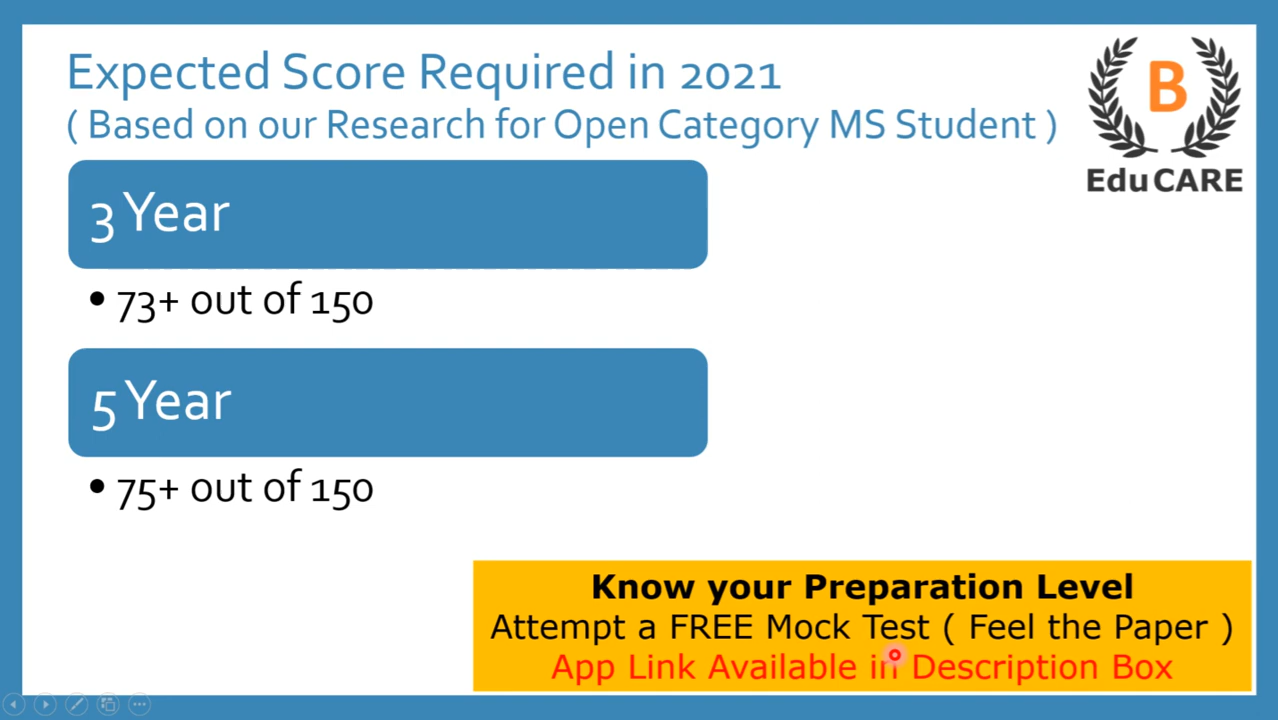 Expected Score Required in 2021
( Based on our Research for Open Category MS Student )
B
EduCARE
3 Year
• 73+ out of 150
5 Year
• 75+ out of 150
Know your Preparation Level
Attempt a FREE Mock Test ( Feel the Paper )
App Link Available in Description Box